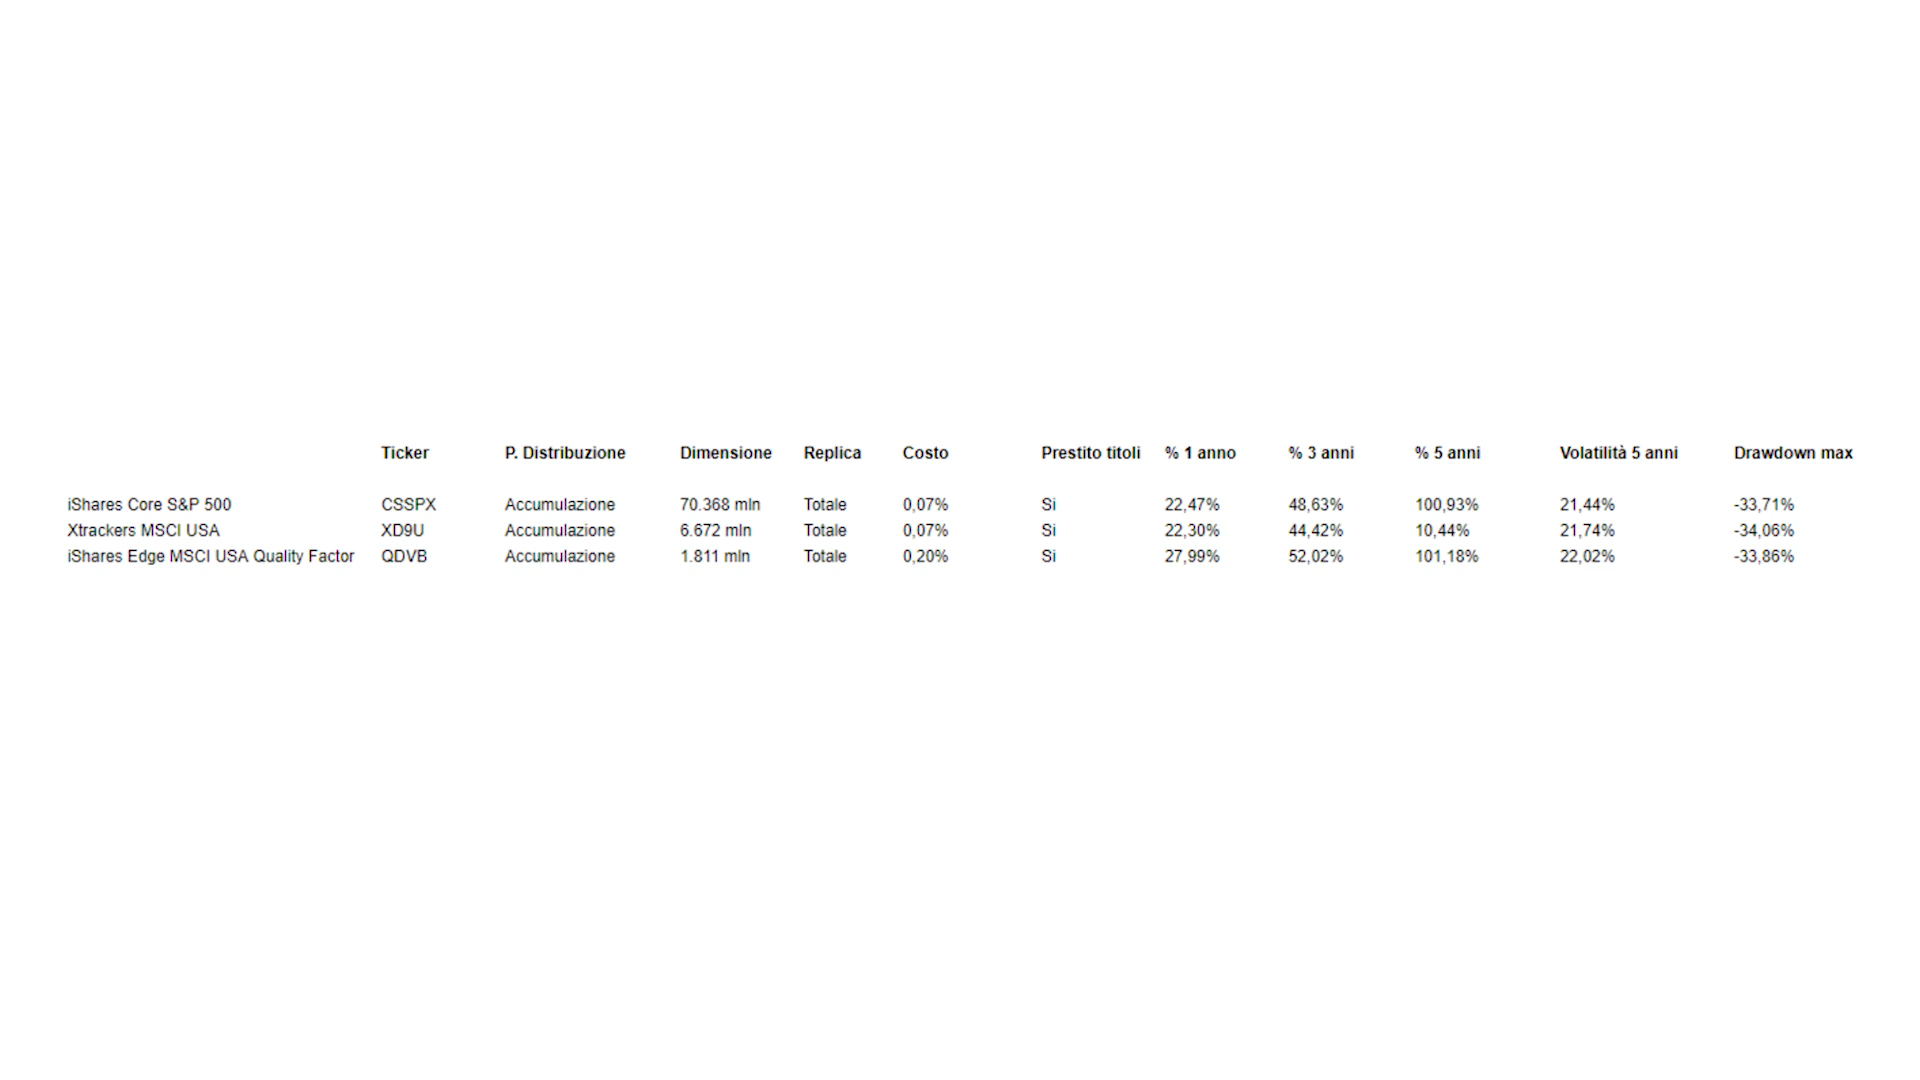 Ticker P. Distribuzione Dimensione Replica Costo Prestito titoli % 1 anno % 3 anni % 5 anni Volatilità 5 anni Drawdown max
iShares Core S&P 500 CSSPX Accumulazione 70.368 mln Totale 0,07% Si 22,47% 48,63% 100,93% 21,44% -33,71%
Xtrackers MSCI USA XD9U Accumulazione 6.672 mln Totale 0,07% Si 22,30% 44,42% 10,44% 21,74% -34,06%
iShares Edge MSCI USA Quality Factor QDVB Accumulazione 1.811 mln Totale 0,20% Si 27,99% 52,02% 101,18% 22,02% -33,86%